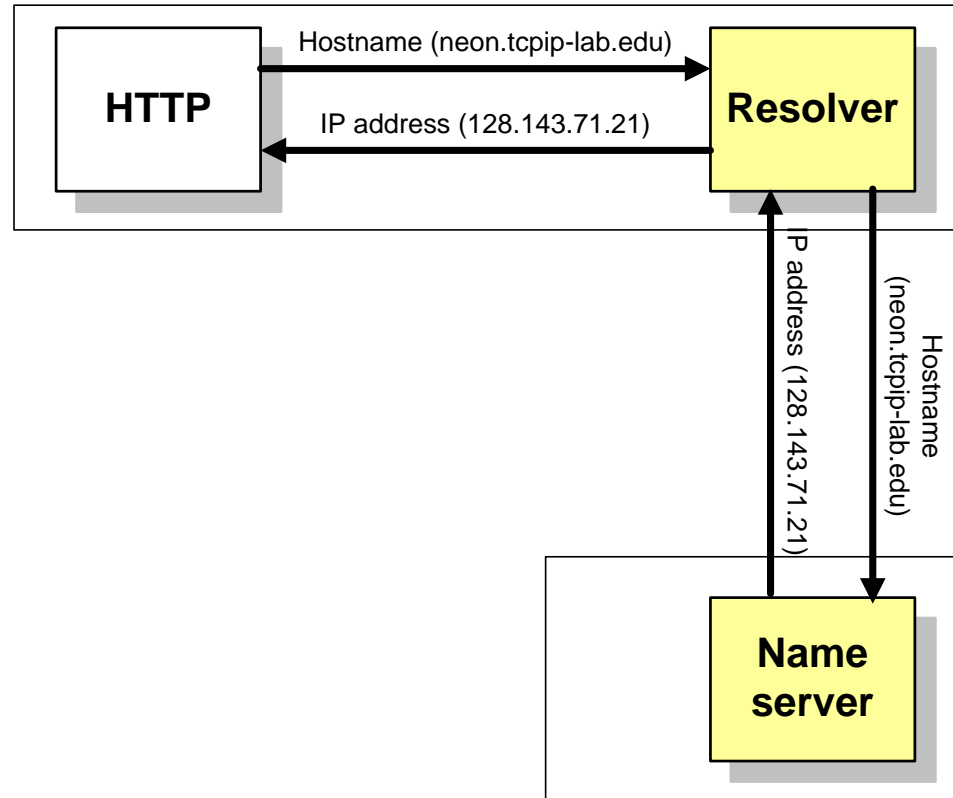 Hostname (neon.tcpip-lab.edu)
HTTP
Resolver
IP address (128.143.71.21)
IP address (128.143.71.21)
Hostname
(neon.tcpip-lab.edu)
Name
server